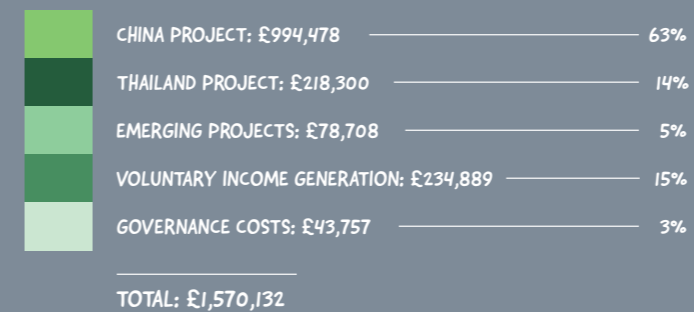 CHINA PROJECT: £994,478 63%
THAILAND PROJECT: £218,300 14%
EMERGING PROJECTS: £78,708 5%
VOLUNTARY INCOME GENERATION: £234,889 15%
GOVERNANCE COSTS: £43,757 3%
TOTAL: £1,570,132